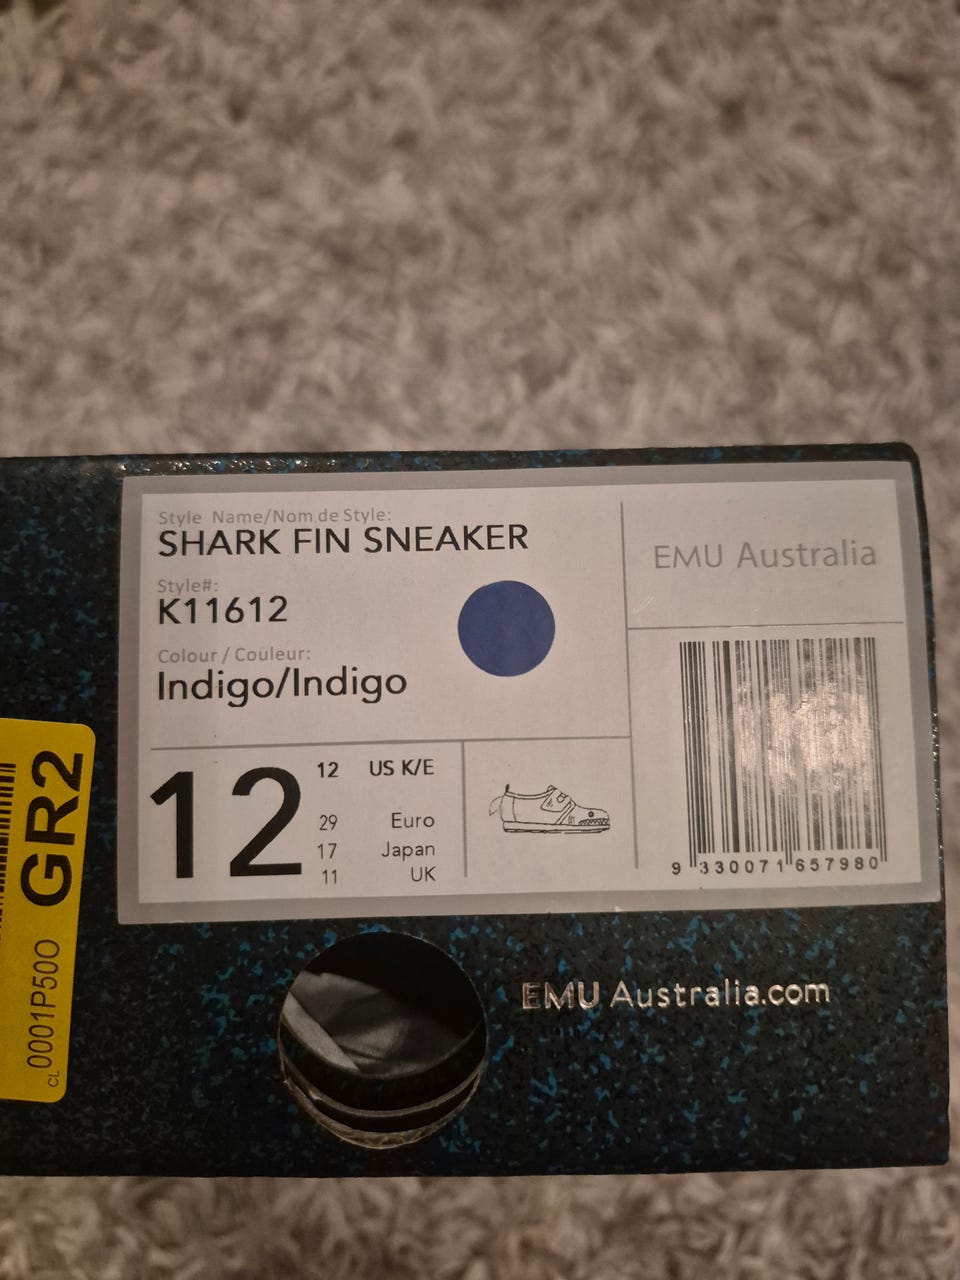 Style Name/Nom de Style:
SHARK FIN SNEAKER
Style#:
K11612
Colour / Couleur:
Indigo/Indigo
EMU Australia
12
12 US K/E
29 Euro
17 Japan
11 UK
9 330071 657980
GR2
CL 0001P50O
EMU Australia.com